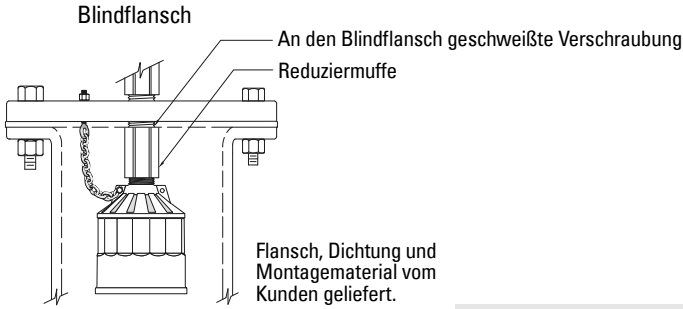 Blindflansch
An den Blindflansch geschweißte Verschraubung
Reduziermuffe
Flansch, Dichtung und
Montagematerial vom
Kunden geliefert.